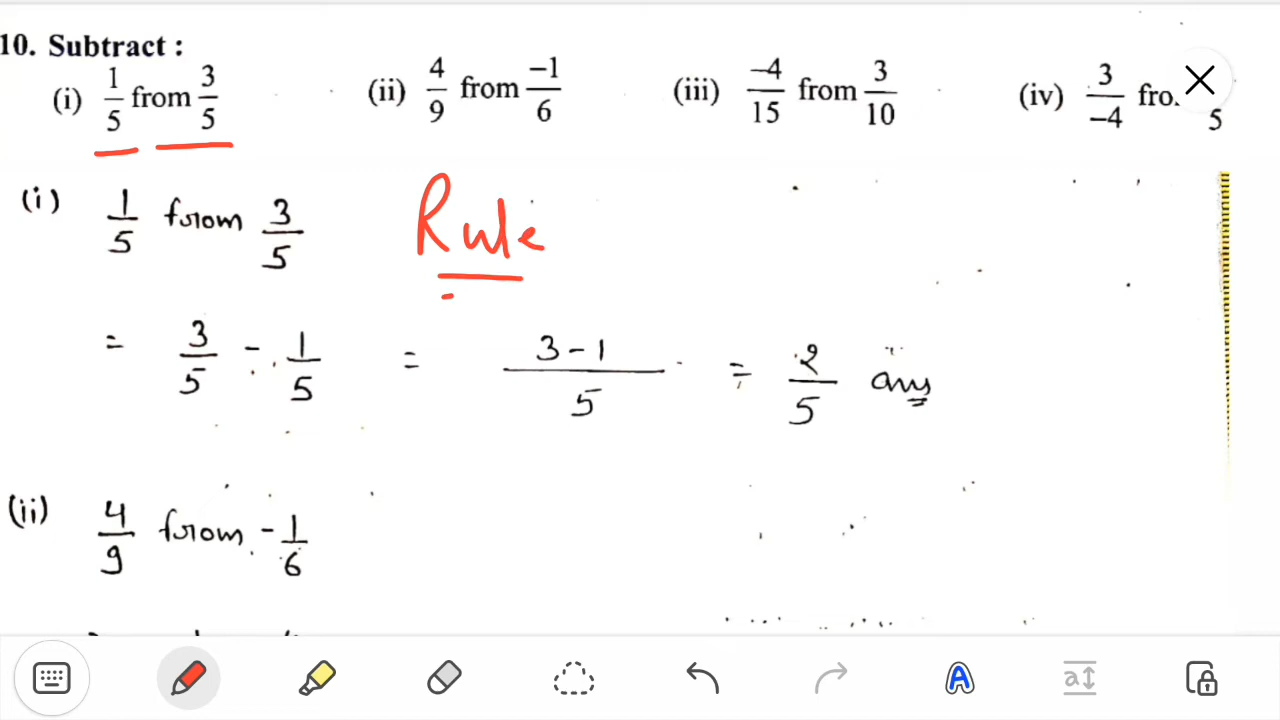 10. Subtract :
(i) 1/5 from 3/5 (ii) 4/9 from -1/6 (iii) -4/15 from 3/10 (iv) 3/-4 5
(i) 1/5 from 3/5 Rule
= 3/5 - 1/5 = 3-1/5 = 2/5 ans
(ii) 4/9 from -1/6
A a